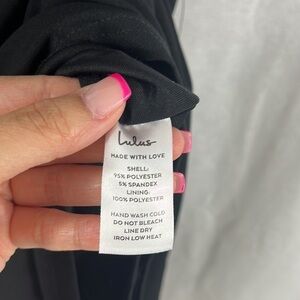 Lulus
MADE WITH LOVE
SHELL:
95% POLYESTER
5% SPANDEX
LINING:
100% POLYESTER
HAND WASH COLD
DO NOT BLEACH
LINE DRY
IRON LOW HEAT